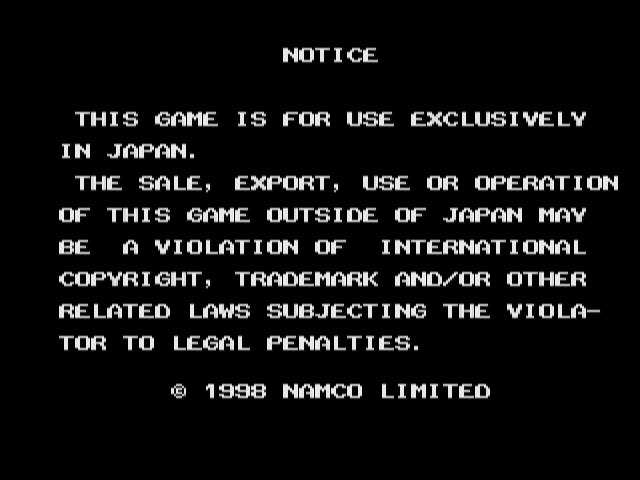 NOTICE
THIS GAME IS FOR USE EXCLUSIVELY
IN JAPAN.
THE SALE, EXPORT, USE OR OPERATION
OF THIS GAME OUTSIDE OF JAPAN MAY
BE A VIOLATION OF INTERNATIONAL
COPYRIGHT, TRADEMARK AND/OR OTHER
RELATED LAWS SUBJECTING THE VIOLA-
TOR TO LEGAL PENALTIES.
© 1998 NAMCO LIMITED